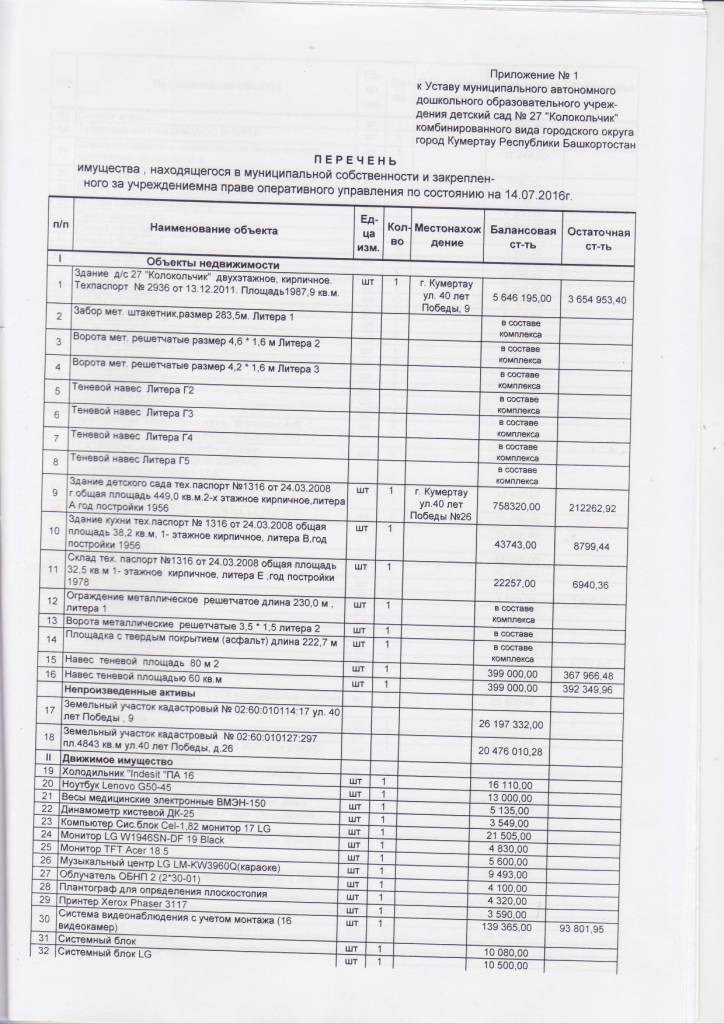 Приложение № 1
к Уставу муниципального автономного
дошкольного образовательного учреж-
дения детский сад № 27 "Колокольчик"
комбинированного вида городского округа
город Кумертау Республики Башкортостан
ПЕРЕЧЕНЬ
имущества , находящегося в муниципальной собственности и закреплен-
ного за учреждениемна праве оперативного управления по состоянию на 14.07.2016г.
п/п Наименование объекта Ед-ца изм. Кол-во Местонахождение Балансовая ст-ть Остаточная ст-ть
I Объекты недвижимости
1 Здание д/с 27 "Колокольчик" двухэтажное, кирпичное. шт 1 г. Кумертау
Техпаспорт № 2936 от 13.12.2011. Площадь1987,9 кв.м. ул. 40 лет 5 646 195,00 3 654 953,40
Победы, 9
2 Забор мет. штакетник,размер 283,5м. Литера 1 в составе
комплекса
3 Ворота мет. решетчатые размер 4,6 * 1,6 м Литера 2 в составе
комплекса
4 Ворота мет. решетчатые размер 4,2 * 1,6 м Литера 3 в составе
комплекса
5 Теневой навес Литера Г2 в составе
комплекса
6 Теневой навес Литера Г3 в составе
комплекса
7 Теневой навес Литера Г4 в составе
комплекса
8 Теневой навес Литера Г5 в составе
комплекса
9 Здание детского сада тех.паспорт №1316 от 24.03.2008 шт 1 г. Кумертау
г.общая площадь 449,0 кв.м.2-х этажное кирпичное,литера ул.40 лет 758320,00 212262,92
А год постройки 1956 Победы №26
10 Здание кухни тех.паспорт № 1316 от 24.03.2008 общая шт 1
площадь 38,2 кв.м, 1- этажное кирпичное, литера В,год 43743,00 8799,44
постройки 1956
11 Склад тех. паспорт №1316 от 24.03.2008 общая площадь шт 1
32,5 кв.м 1- этажное кирпичное, литера Е ,год постройки 22257,00 6940,36
1978
12 Ограждение металлическое решетчатое длина 230,0 м , шт 1 в составе
литера 1 комплекса
13 Ворота металлические решетчатые 3,5 * 1,5 литера 2 шт 1 в составе
14 Площадка с твердым покрытием (асфальт) длина 222,7 м шт 1 в составе
комплекса
15 Навес теневой площадь 80 м 2 шт 1 399 000,00 367 966,48
16 Навес теневой площадью 60 кв.м шт 1 399 000,00 392 349,96
Непроизведенные активы
17 Земельный участок кадастровый № 02:60:010114:17 ул. 40
лет Победы , 9 26 197 332,00
18 Земельный участок кадастровый № 02:60:010127:297
пл.4843 кв.м ул.40 лет Победы, д.26 20 476 010,28
II Движимое имущество
19 Холодильник "Indesit "ПА 16 шт 1 16 110,00
20 Ноутбук Lenovo G50-45 шт 1 13 000,00
21 Весы медицинские электронные ВМЭН-150 шт 1 5 135,00
22 Динамометр кистевой ДК-25 шт 1 3 549,00
23 Компьютер Сис.блок Cel-1,82 монитор 17 LG шт 1 21 505,00
24 Монитор LG W1946SN-DF 19 Black шт 1 4 830,00
25 Монитор TFT Acer 18.5 шт 1 5 600,00
26 Музыкальный центр LG LM-KW3960Q(караоке) шт 1 9 493,00
27 Облучатель ОБНП 2 (2*30-01) шт 1 4 100,00
28 Плантограф для определения плоскостопия шт 1 4 320,00
29 Принтер Xerox Phaser 3117 шт 1 3 590,00
30 Система видеонаблюдения с учетом монтажа (16 шт 1 139 365,00 93 801,95
видеокамер)
31 Системный блок шт 1 10 080,00
32 Системный блок LG шт 1 10 500,00